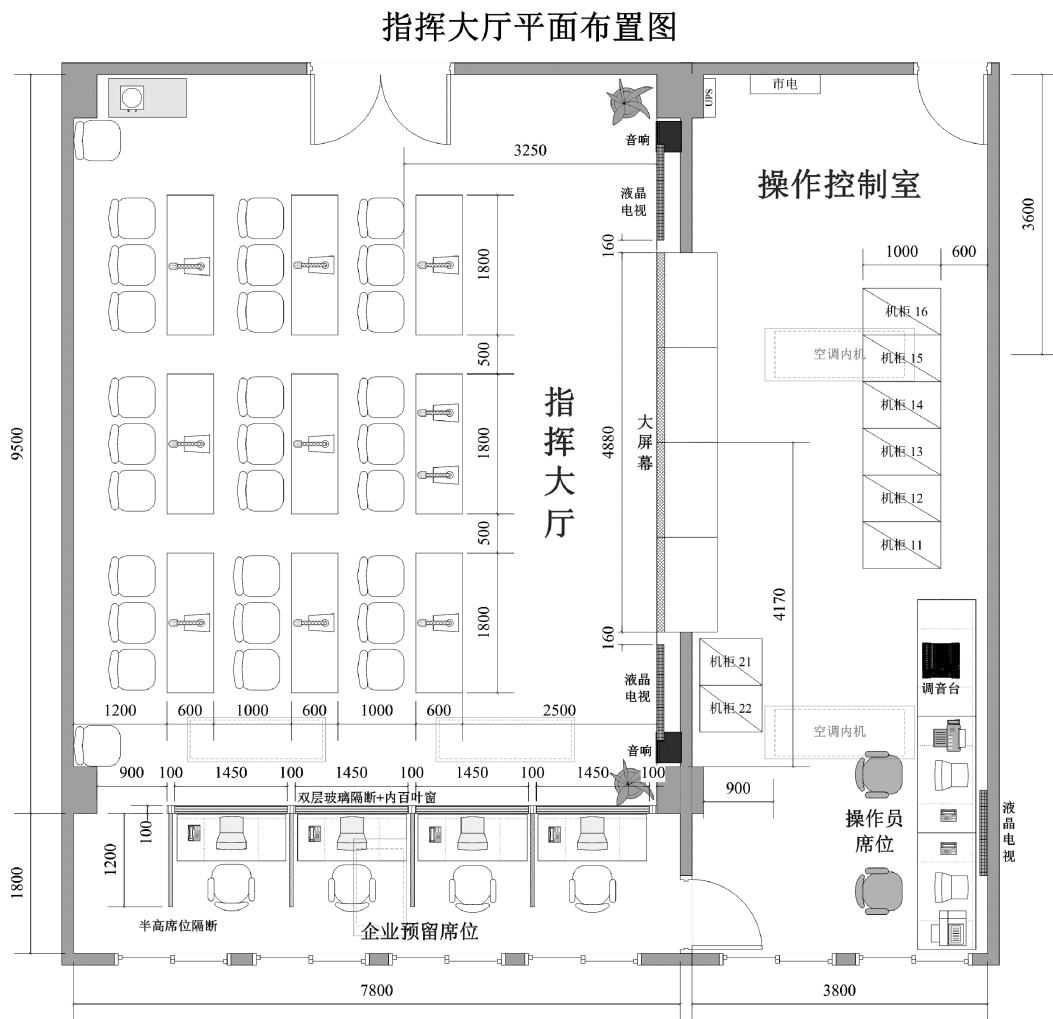 指挥大厅平面布置图
市电
UPS
音响
3250
操作控制室
液晶
电视
160
3600
1000
600
1800
机柜 16
500
空调内机
机柜 15
机柜 14
9500
1800
指挥大厅
4880
大屏幕
机柜 13
机柜 12
500
机柜 11
4170
1800
160
机柜 21
液晶
电视
机柜 22
调音台
1200
600
1000
600
1000
600
2500
空调内机
音响
900
100
1450
100
1450
100
1450
100
1450
100
900
双层玻璃隔断+内百叶窗
操作员
席位
液晶电视
100
1200
1800
半高席位隔断
企业预留席位
7800
3800